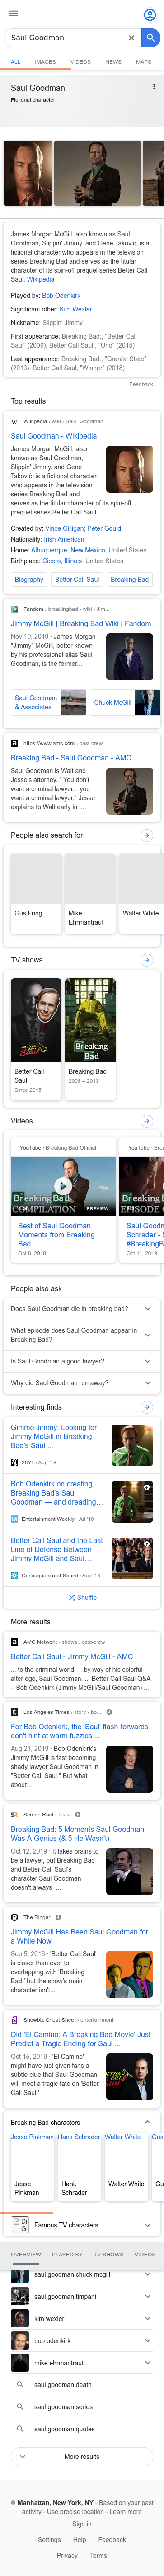 Saul Goodman
ALL IMAGES VIDEOS NEWS MAPS
Saul Goodman
Fictional character
James Morgan McGill, also known as Saul
Goodman, Slippin' Jimmy, and Gene Taković, is a
fictional character who appears in the television
series Breaking Bad and serves as the titular
character of its spin-off prequel series Better Call
Saul. Wikipedia
Played by: Bob Odenkirk
Significant other: Kim Wexler
Nickname: Slippin' Jimmy
First appearance: Breaking Bad:, "Better Call
Saul" (2009), Better Call Saul:, "Uno" (2015)
Last appearance: Breaking Bad:, "Granite State"
(2013), Better Call Saul, "Winner" (2018)
Feedback
Top results
Wikipedia › wiki › Saul_Goodman
Saul Goodman - Wikipedia
James Morgan McGill, also
known as Saul Goodman,
Slippin' Jimmy, and Gene
Taković, is a fictional character
who appears in the television
series Breaking Bad and
serves as the titular character of its spin-off
prequel series Better Call Saul.
Created by: Vince Gilligan; Peter Gould
Nationality: Irish American
Home: Albuquerque, New Mexico, United States
Birthplace: Cicero, Illinois, United States
Biography Better Call Saul Breaking Bad
Fandom › breakingbad › wiki › Jim...
Jimmy McGill | Breaking Bad Wiki | Fandom
Nov 10, 2019 · James Morgan
"Jimmy" McGill, better known
by his professional alias Saul
Goodman, is the former...
Saul Goodman
& Associates
Chuck McGill
https://www.amc.com › cast-crew
Breaking Bad - Saul Goodman - AMC
Saul Goodman is Walt and
Jesse's attorney. " You don't
want a criminal lawyer... you
want a criminal lawyer," Jesse
explains to Walt early in ...
People also search for
Gus Fring
Mike
Ehrmantraut
Walter White
TV shows
Better Call
Saul
Since 2015
Breaking Bad
2008 – 2013
Videos
YouTube · Breaking Bad Official
Breaking Bad
COMPILATION
PREVIEW
Best of Saul Goodman
Moments from Breaking
Bad
Oct 8, 2018
YouTube · Brea
Breaking
EPISODE
Saul Goodm
Schrader - S
#BreakingB
Oct 11, 2019
People also ask
Does Saul Goodman die in breaking bad?
What episode does Saul Goodman appear in
Breaking Bad?
Is Saul Goodman a good lawyer?
Why did Saul Goodman run away?
Interesting finds
Gimme Jimmy: Looking for
Jimmy McGill in Breaking
Bad's Saul ...
25YL · Aug '18
Bob Odenkirk on creating
Breaking Bad's Saul
Goodman — and dreading...
Entertainment Weekly · Jul '18
Better Call Saul and the Last
Line of Defense Between
Jimmy McGill and Saul...
Consequence of Sound · Aug '18
Shuffle
More results
AMC Network › shows › cast-crew
Better Call Saul - Jimmy McGill - AMC
... to the criminal world — by way of his colorful
alter ego, Saul Goodman. ... Better Call Saul Q&A
– Bob Odenkirk (Jimmy McGill/Saul Goodman) ...
Los Angeles Times › story › bo...
For Bob Odenkirk, the 'Saul' flash-forwards
don't hint at warm fuzzies ...
Aug 21, 2019 · Bob Odenkirk's
Jimmy McGill is fast becoming
shady lawyer Saul Goodman in
"Better Call Saul." But what
about ...
Screen Rant › Lists
Breaking Bad: 5 Moments Saul Goodman
Was A Genius (& 5 He Wasn't)
Oct 12, 2019 · It takes brains to
be a lawyer, but Breaking Bad
and Better Call Saul's
character Saul Goodman
doesn't always ...
The Ringer
Jimmy McGill Has Been Saul Goodman for
a While Now
Sep 5, 2018 · 'Better Call Saul'
is closer than ever to
overlapping with 'Breaking
Bad,' but the show's main
character isn't ...
Showbiz Cheat Sheet › entertainment
Did 'El Camino: A Breaking Bad Movie' Just
Predict a Tragic Ending for Saul ...
Oct 15, 2019 · 'El Camino'
might have just given fans a
subtle clue that Saul Goodman
will meet a tragic fate on 'Better
Call Saul.'
Breaking Bad characters
Jesse Pinkman Hank Schrader Walter White Gus
Jesse
Pinkman
Hank
Schrader
Walter White
Gu
Famous TV characters
OVERVIEW PLAYED BY TV SHOWS VIDEOS
saul goodman chuck mcgill
saul goodman timpani
kim wexler
bob odenkirk
mike ehrmantraut
saul goodman death
saul goodman series
saul goodman quotes
More results
Manhattan, New York, NY - Based on your past
activity - Use precise location - Learn more
Sign in
Settings Help Feedback
Privacy Terms